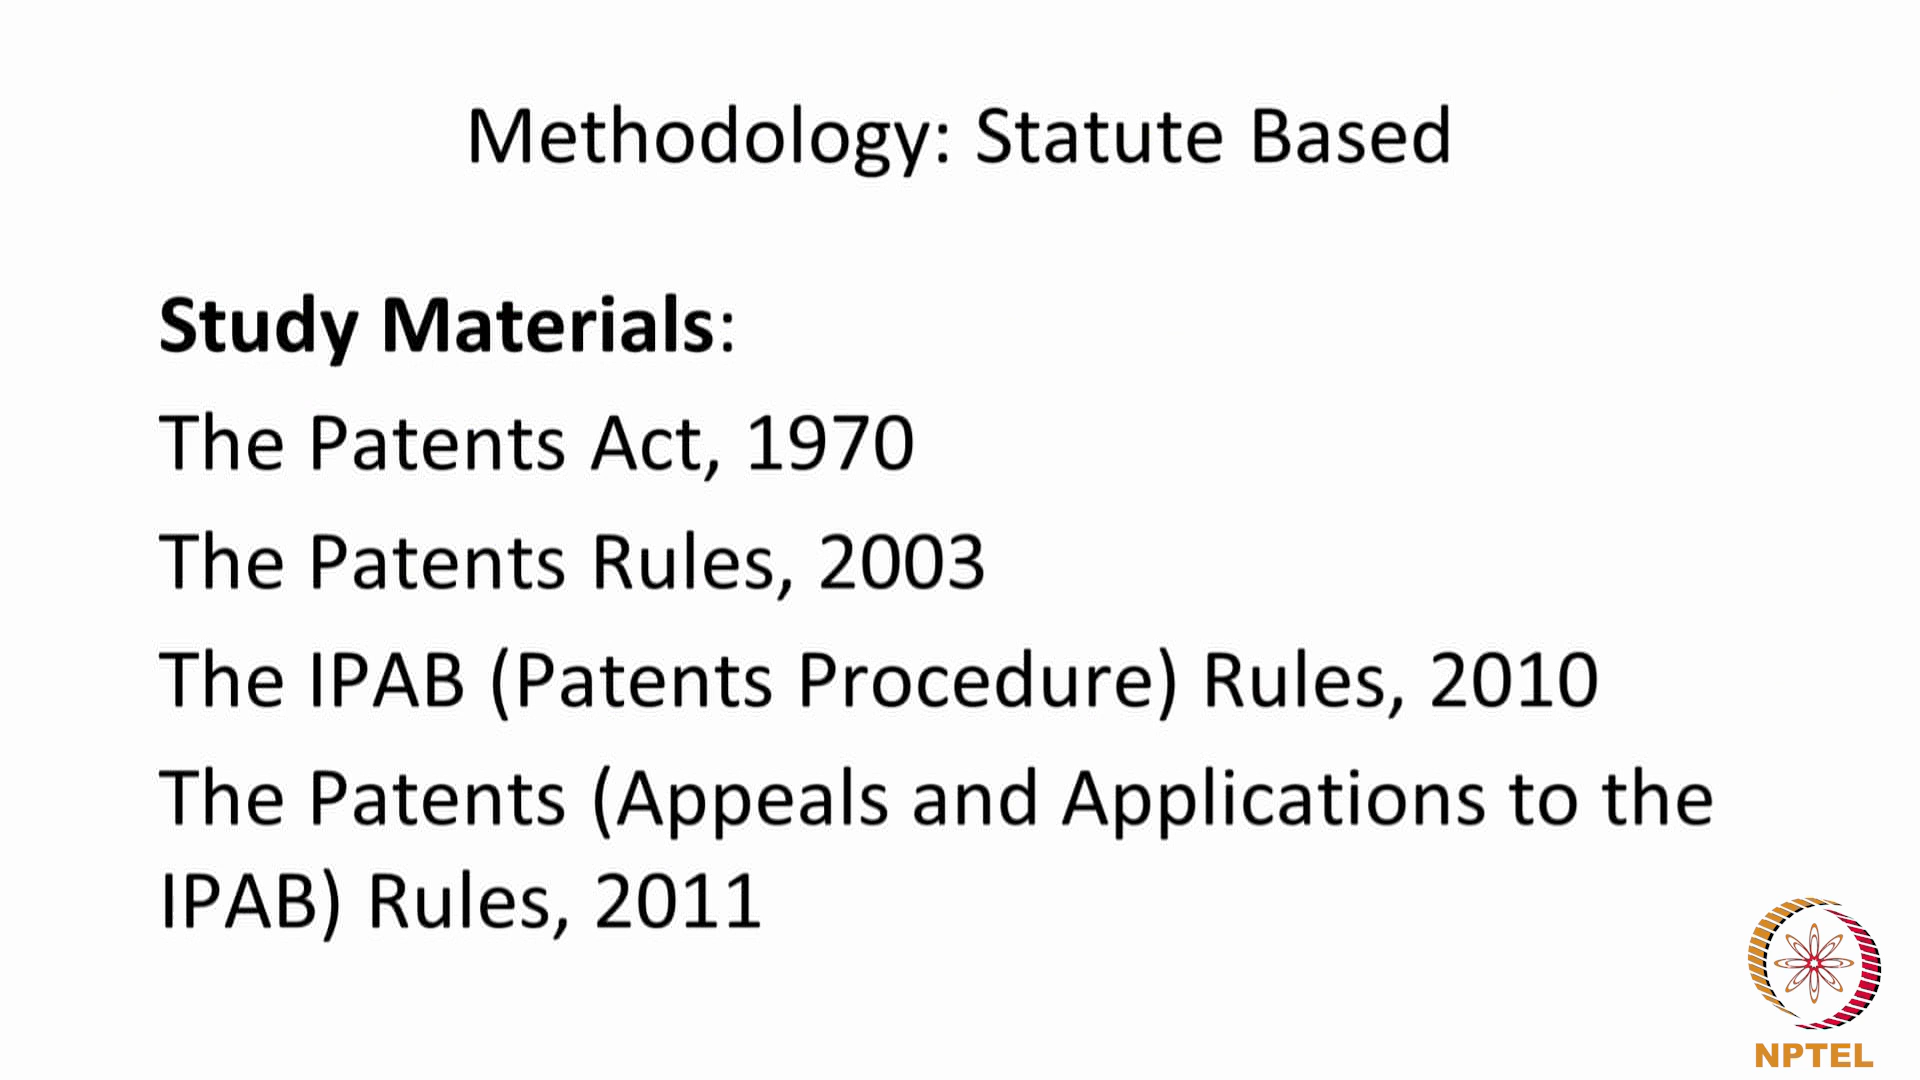 Methodology: Statute Based
Study Materials:
The Patents Act, 1970
The Patents Rules, 2003
The IPAB (Patents Procedure) Rules, 2010
The Patents (Appeals and Applications to the
IPAB) Rules, 2011
NPTEL